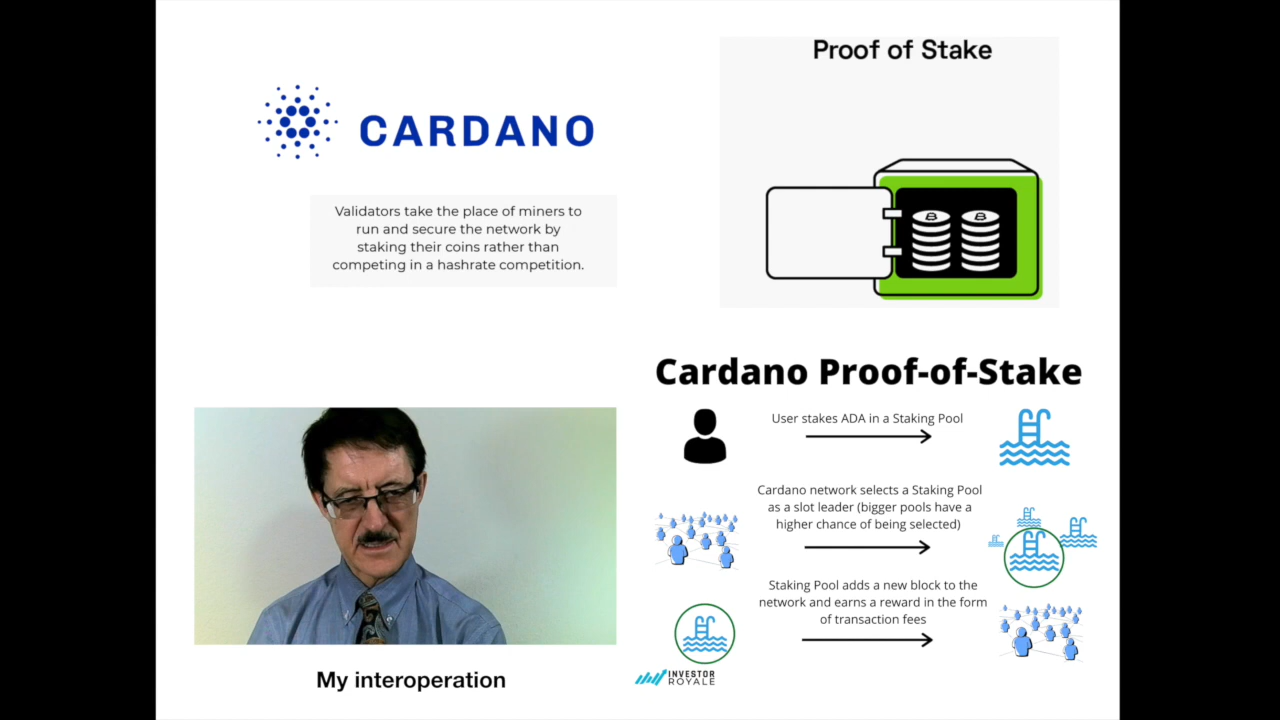 CARDANO
Validators take the place of miners to
run and secure the network by
staking their coins rather than
competing in a hashrate competition.
Proof of Stake
Cardano Proof-of-Stake
User stakes ADA in a Staking Pool
Cardano network selects a Staking Pool
as a slot leader (bigger pools have a
higher chance of being selected)
Staking Pool adds a new block to the
network and earns a reward in the form
of transaction fees
INVESTOR
ROYALE
My interoperation